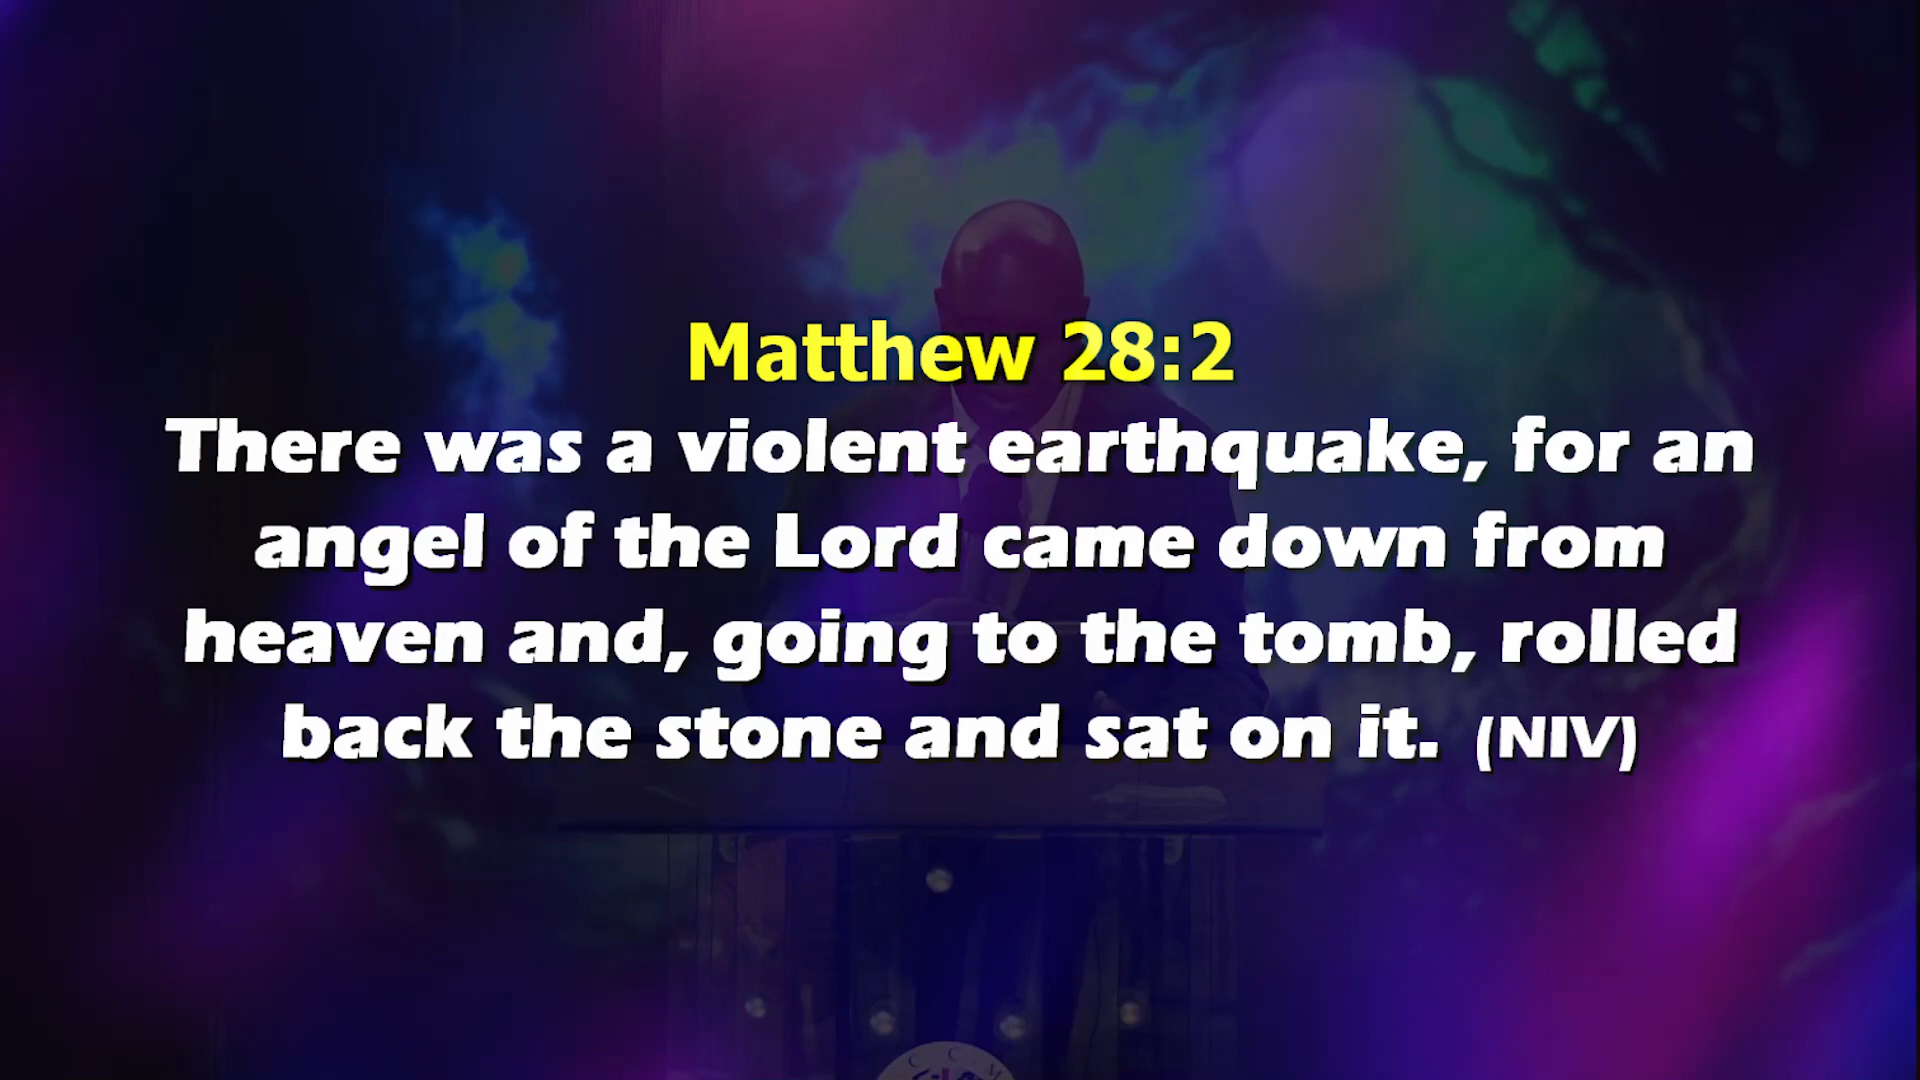 Matthew 28:2
There was a violent earthquake, for an
angel of the Lord came down from
heaven and, going to the tomb, rolled
back the stone and sat on it. (NIV)
C C M